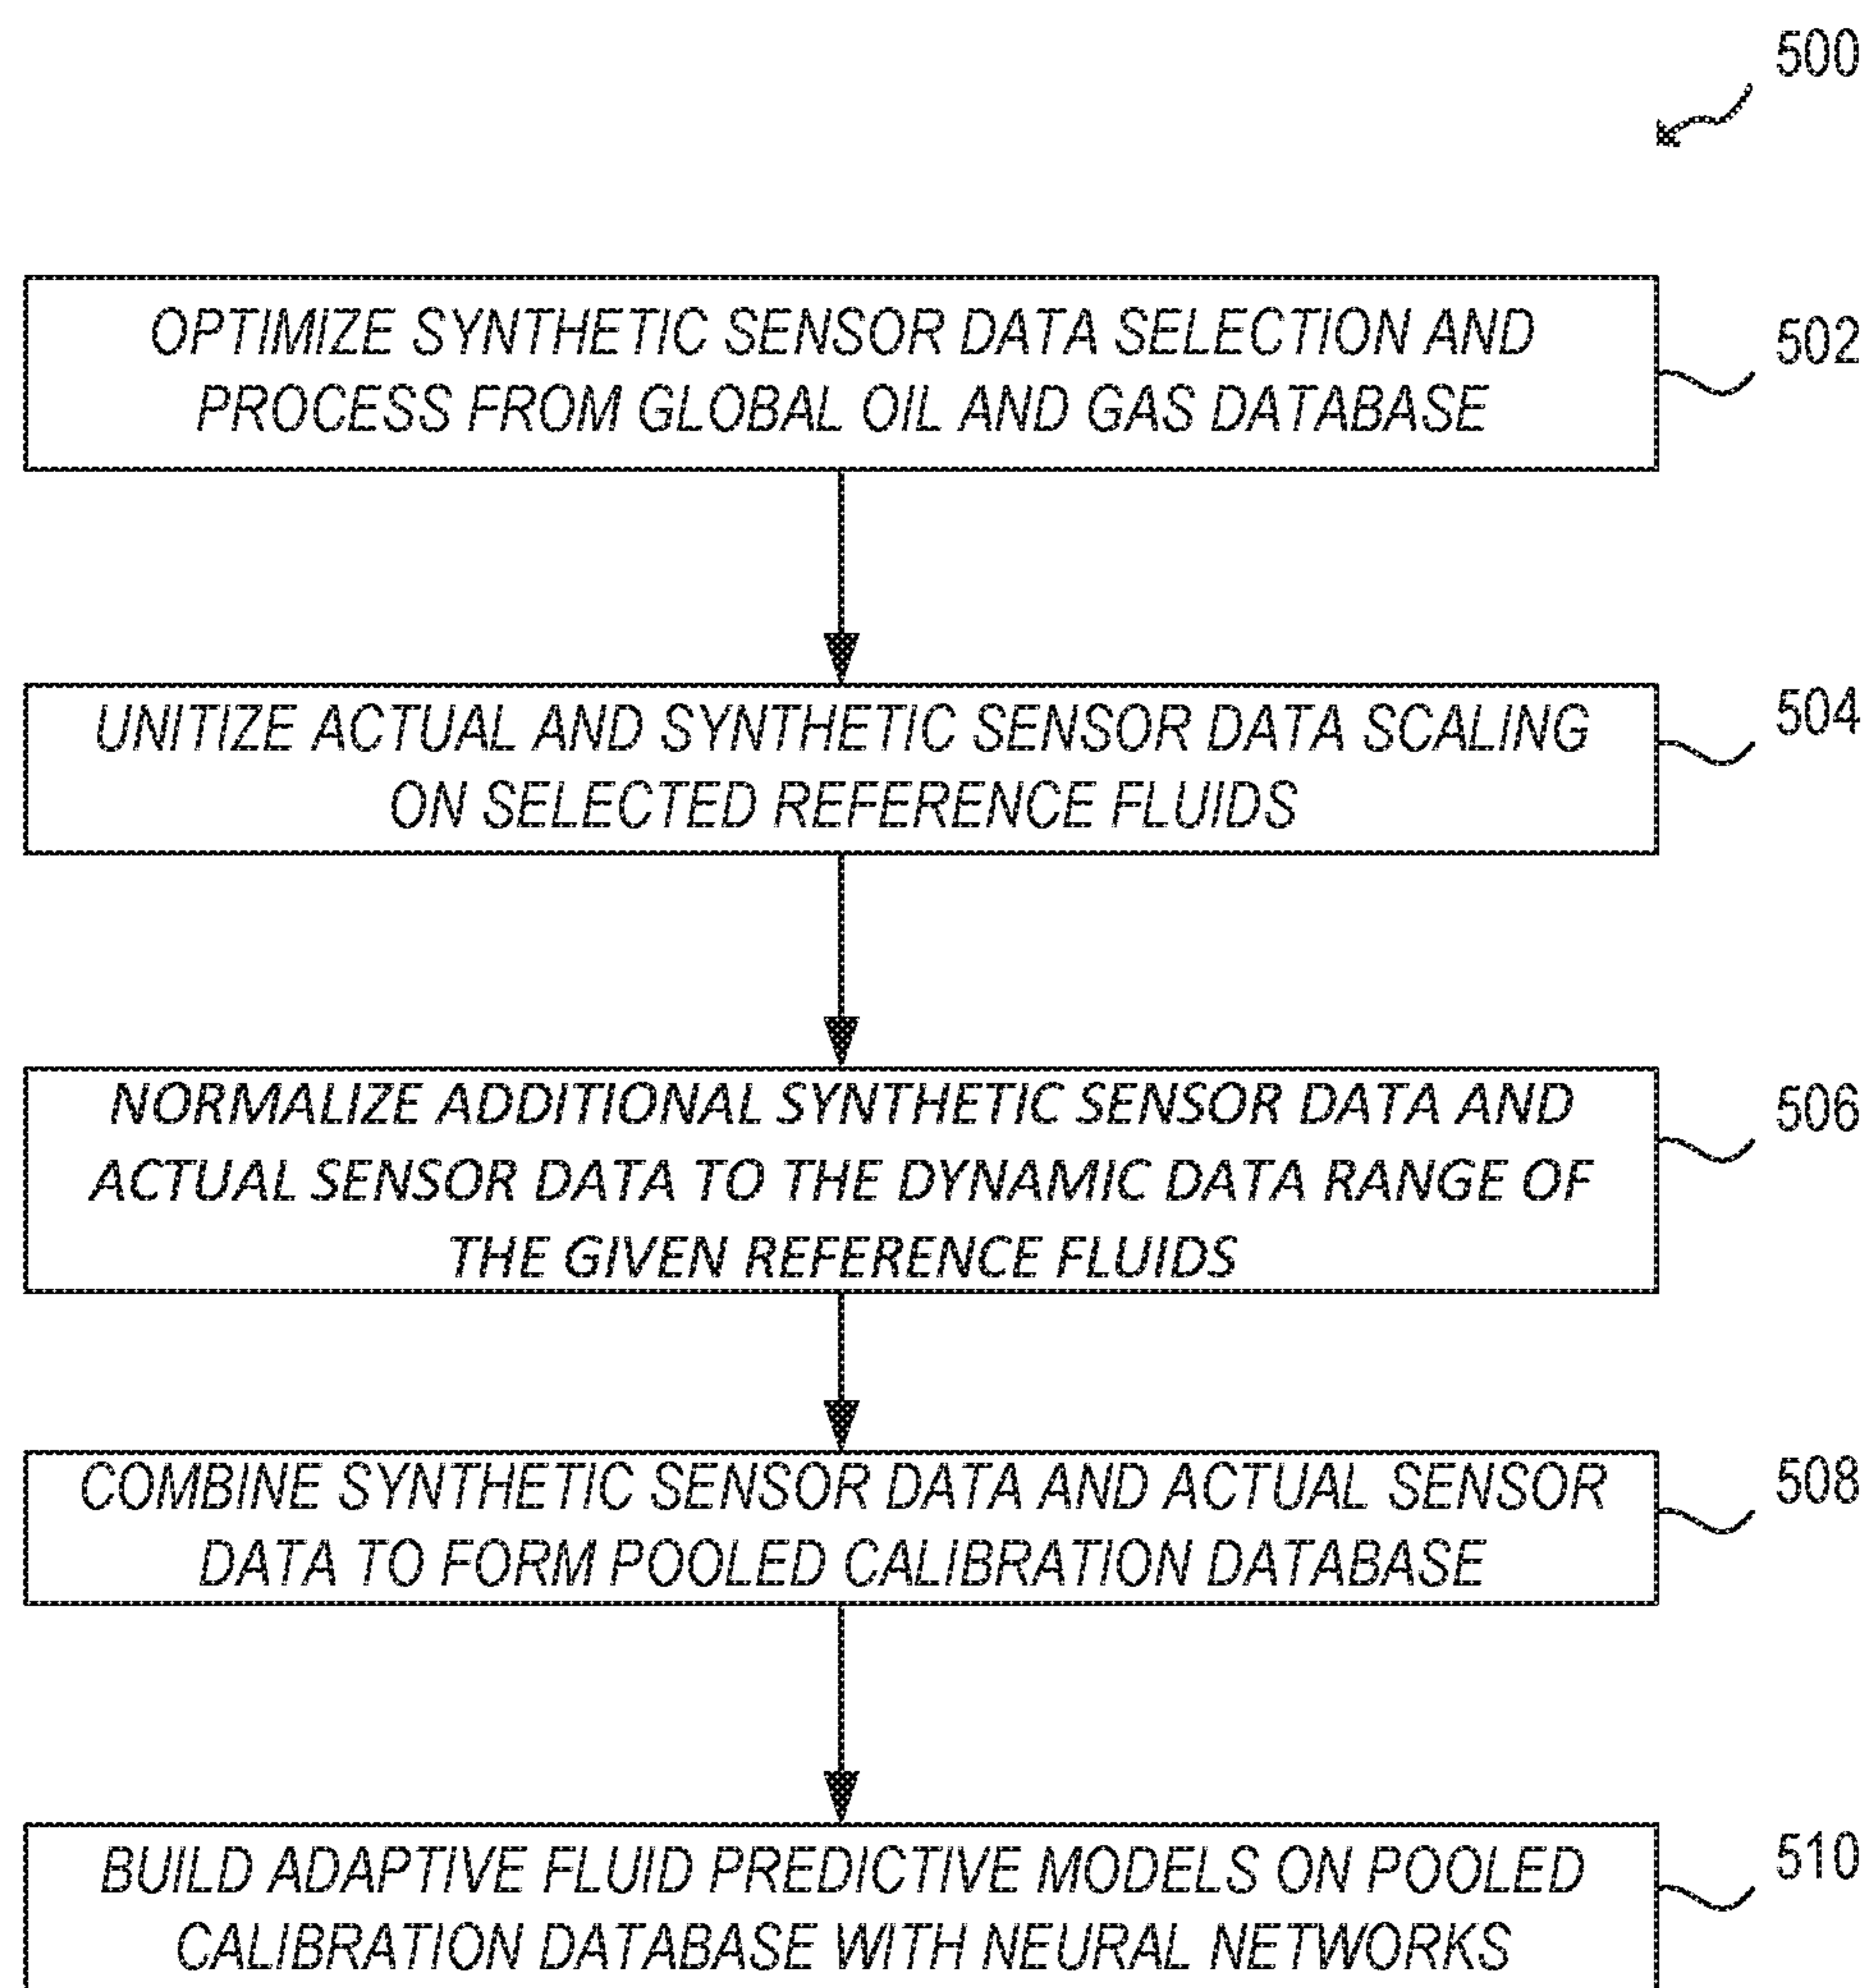 500
OPTIMIZE SYNTHETIC SENSOR DATA SELECTION AND
PROCESS FROM GLOBAL OIL AND GAS DATABASE
502
UNITIZE ACTUAL AND SYNTHETIC SENSOR DATA SCALING
ON SELECTED REFERENCE FLUIDS
504
NORMALIZE ADDITIONAL SYNTHETIC SENSOR DATA AND
ACTUAL SENSOR DATA TO THE DYNAMIC DATA RANGE OF
THE GIVEN REFERENCE FLUIDS
506
COMBINE SYNTHETIC SENSOR DATA AND ACTUAL SENSOR
DATA TO FORM POOLED CALIBRATION DATABASE
508
BUILD ADAPTIVE FLUID PREDICTIVE MODELS ON POOLED
CALIBRATION DATABASE WITH NEURAL NETWORKS
510